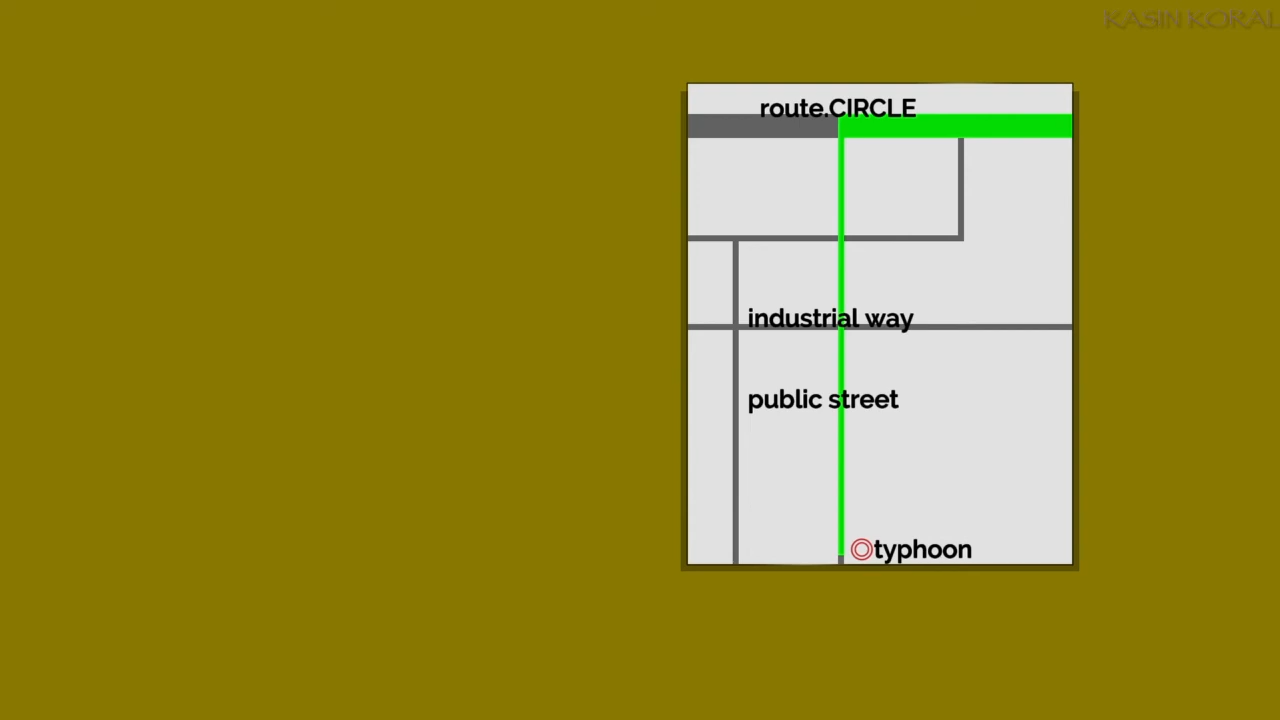 KASIN KORAL
route.CIRCLE
industrial way
public street
typhoon